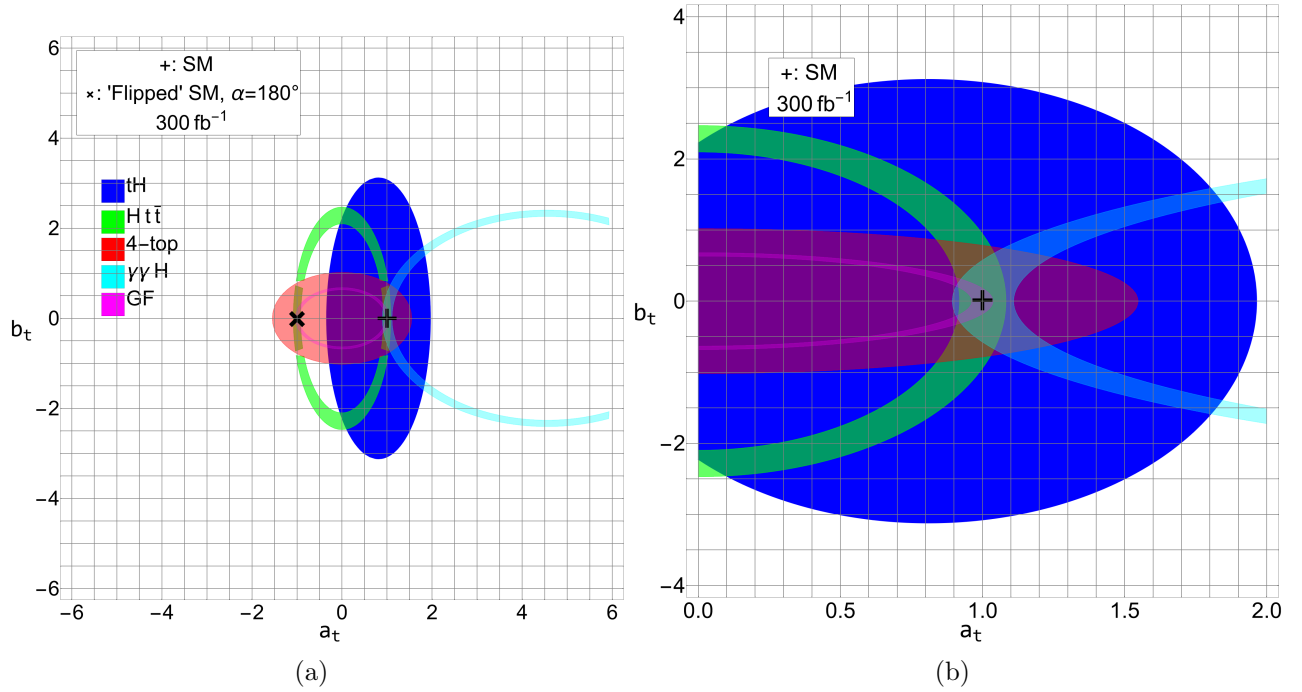 +: SM
×: 'Flipped' SM, α=180°
300 fb⁻¹
tH
H t t̄
4−top
γγ H
GF
6
4
2
0
−2
−4
−6
b_t
−6
−4
−2
0
2
4
6
a_t
(a)
+: SM
300 fb⁻¹
4
2
0
−2
−4
b_t
0.0
0.5
1.0
1.5
2.0
a_t
(b)